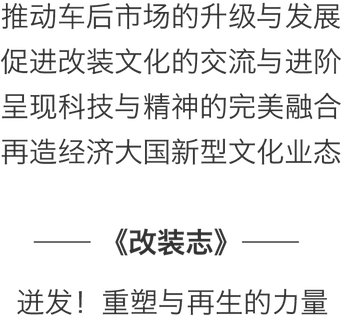 推动车后市场的升级与发展
促进改装文化的交流与进阶
呈现科技与精神的完美融合
再造经济大国新型文化业态
——《改装志》——
迸发！重塑与再生的力量